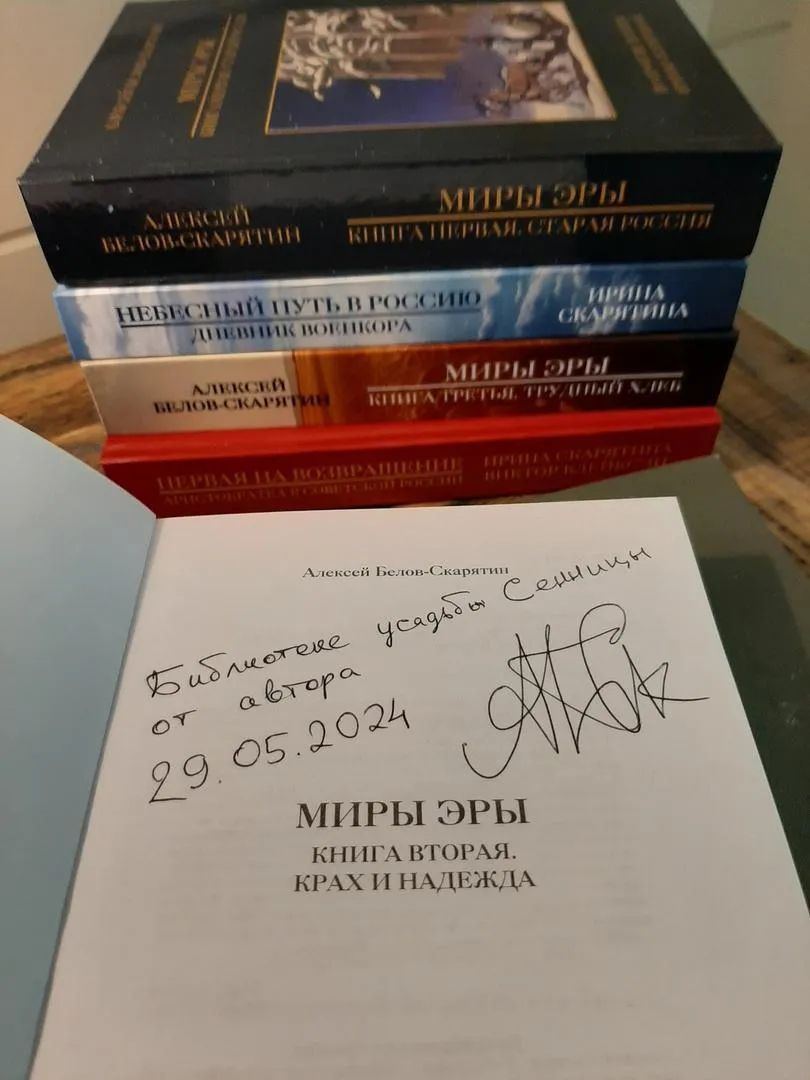 АЛЕКСЕЙ
БЕЛОВ-СКАРЯТИН
МИРЫ ЭРЫ
КНИГА ПЕРВАЯ. СТАРАЯ РОССИЯ
НЕБЕСНЫЙ ПУТЬ В РОССИЮ
ДНЕВНИК ВОЕНКОРА
ИРИНА
СКАРЯТИНА
АЛЕКСЕЙ
БЕЛОВ-СКАРЯТИН
МИРЫ ЭРЫ
КНИГА ТРЕТЬЯ. ТРУДНЫЙ ХЛЕБ
ПЕРВАЯ НА ВОЗВРАЩЕНИЕ
АРИСТОКРАТКА В СОВЕТСКОЙ РОССИИ
ИРИНА СКАРЯТИНА
ВИКТОР
Алексей Белов-Скарятин
Библиотеке усадьбы Сенницы
от автора
29.05.2024
МИРЫ ЭРЫ
КНИГА ВТОРАЯ.
КРАХ И НАДЕЖДА